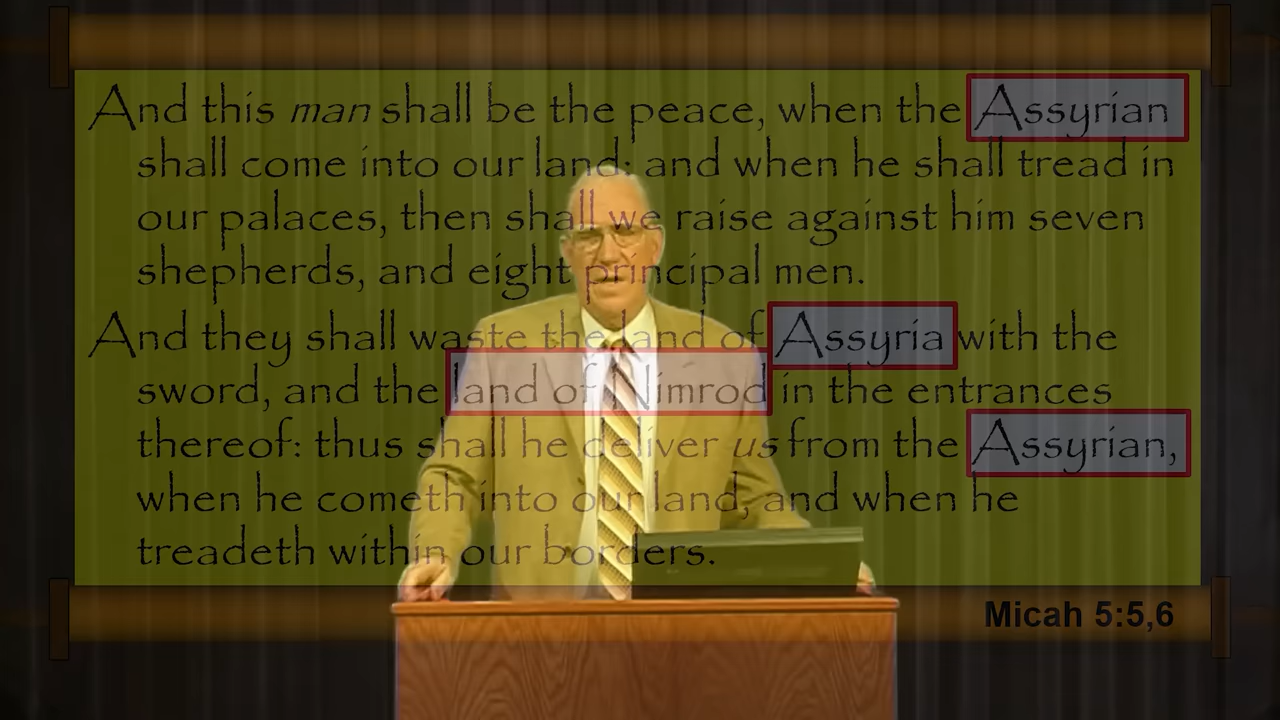 And this man shall be the peace, when the Assyrian
shall come into our land: and when he shall tread in
our palaces, then shall we raise against him seven
shepherds, and eight principal men.
And they shall waste the land of Assyria with the
sword, and the land of Nimrod in the entrances
thereof: thus shall he deliver us from the Assyrian,
when he cometh into our land, and when he
treadeth within our borders.
Micah 5:5,6